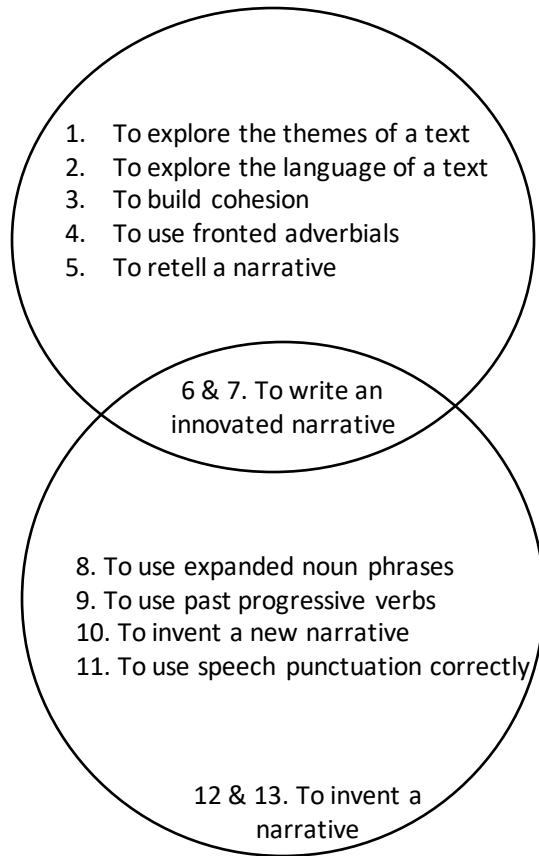 1. To explore the themes of a text
2. To explore the language of a text
3. To build cohesion
4. To use fronted adverbials
5. To retell a narrative
6 & 7. To write an
innovated narrative
8. To use expanded noun phrases
9. To use past progressive verbs
10. To invent a new narrative
11. To use speech punctuation correctly
12 & 13. To invent a
narrative